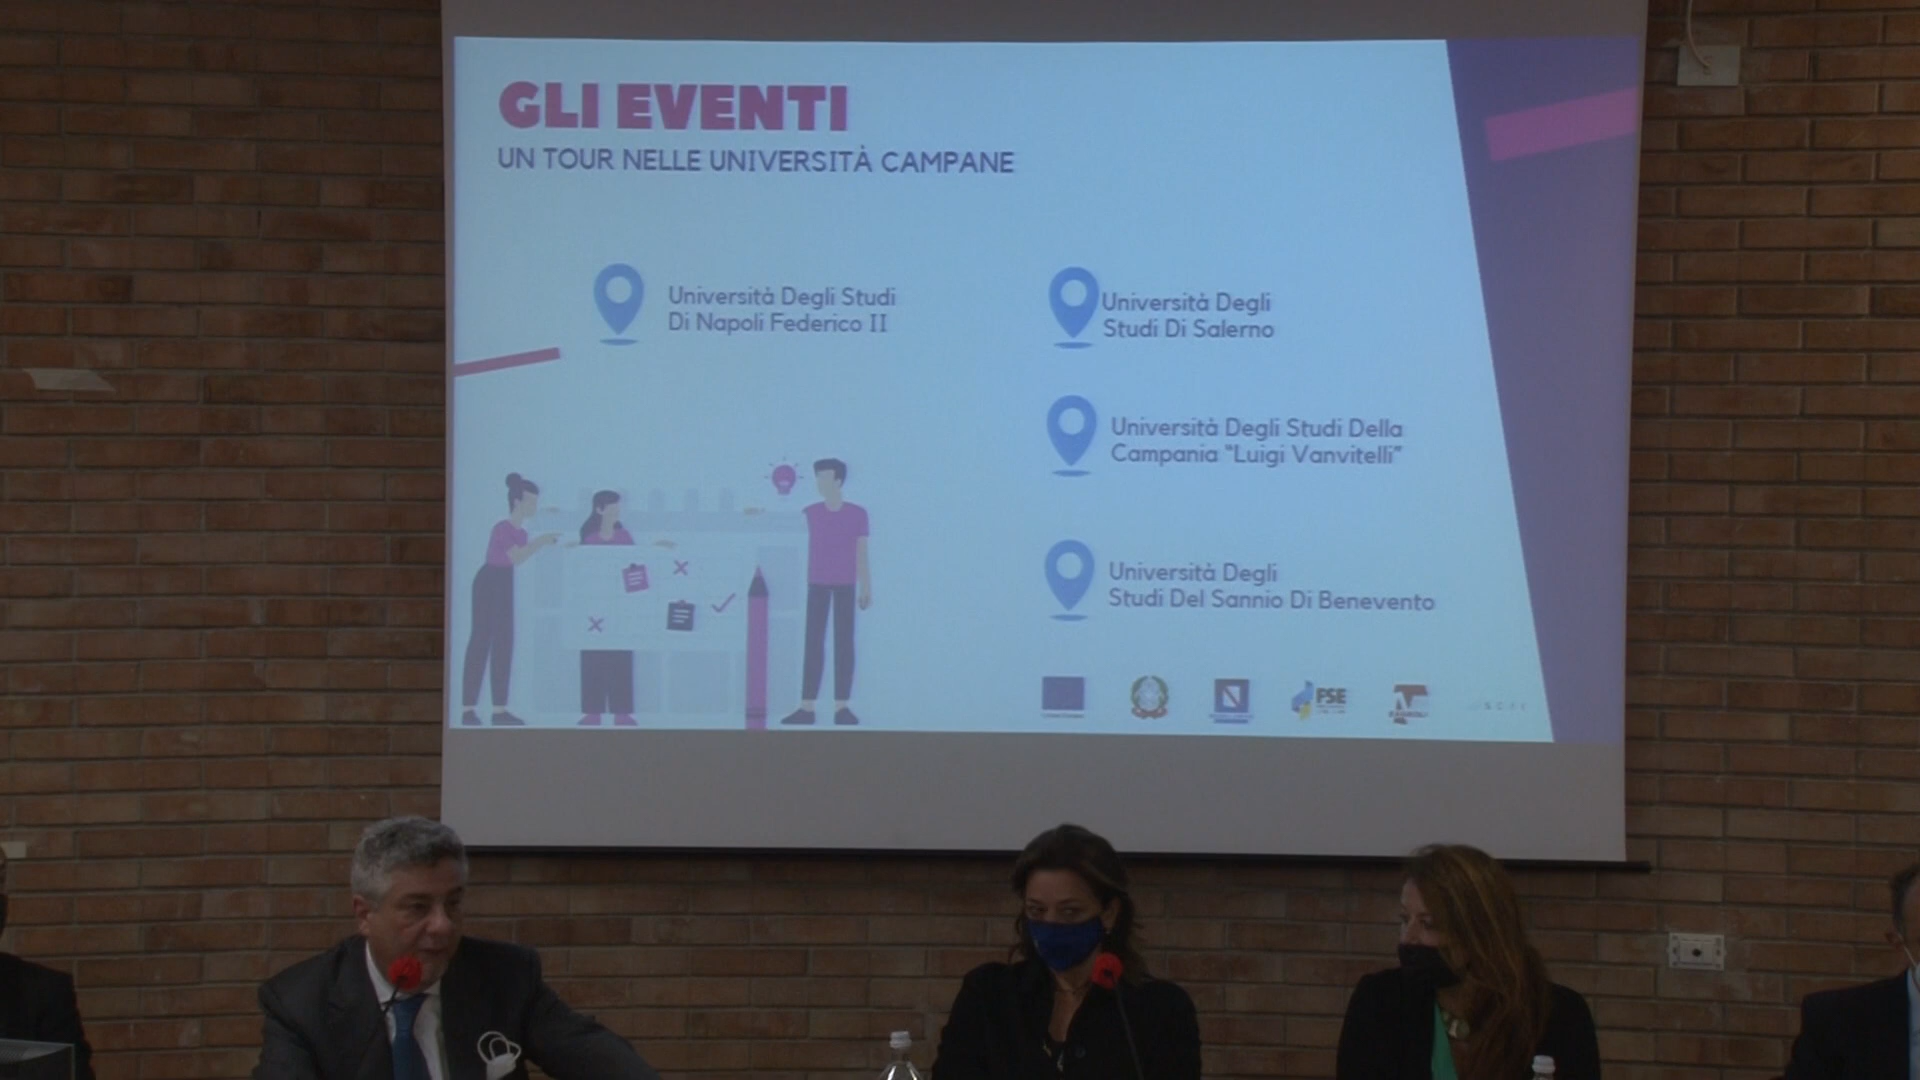 GLI EVENTI
UN TOUR NELLE UNIVERSITÀ CAMPANE
Università Degli Studi
Di Napoli Federico II
Università Degli
Studi Di Salerno
Università Degli Studi Della
Campania "Luigi Vanvitelli"
Università Degli
Studi Del Sannio Di Benevento
FSE